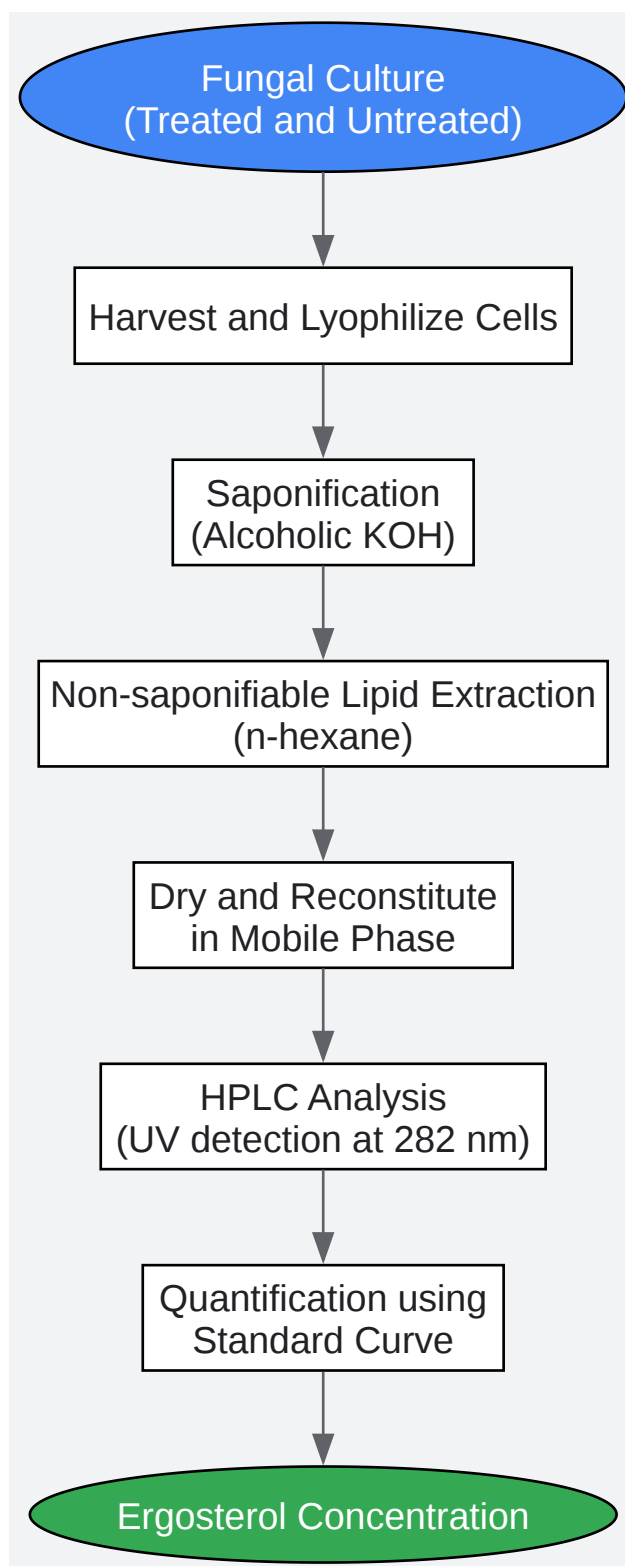 Fungal Culture
(Treated and Untreated)
Harvest and Lyophilize Cells
Saponification
(Alcoholic KOH)
Non-saponifiable Lipid Extraction
(n-hexane)
Dry and Reconstitute
in Mobile Phase
HPLC Analysis
(UV detection at 282 nm)
Quantification using
Standard Curve
Ergosterol Concentration